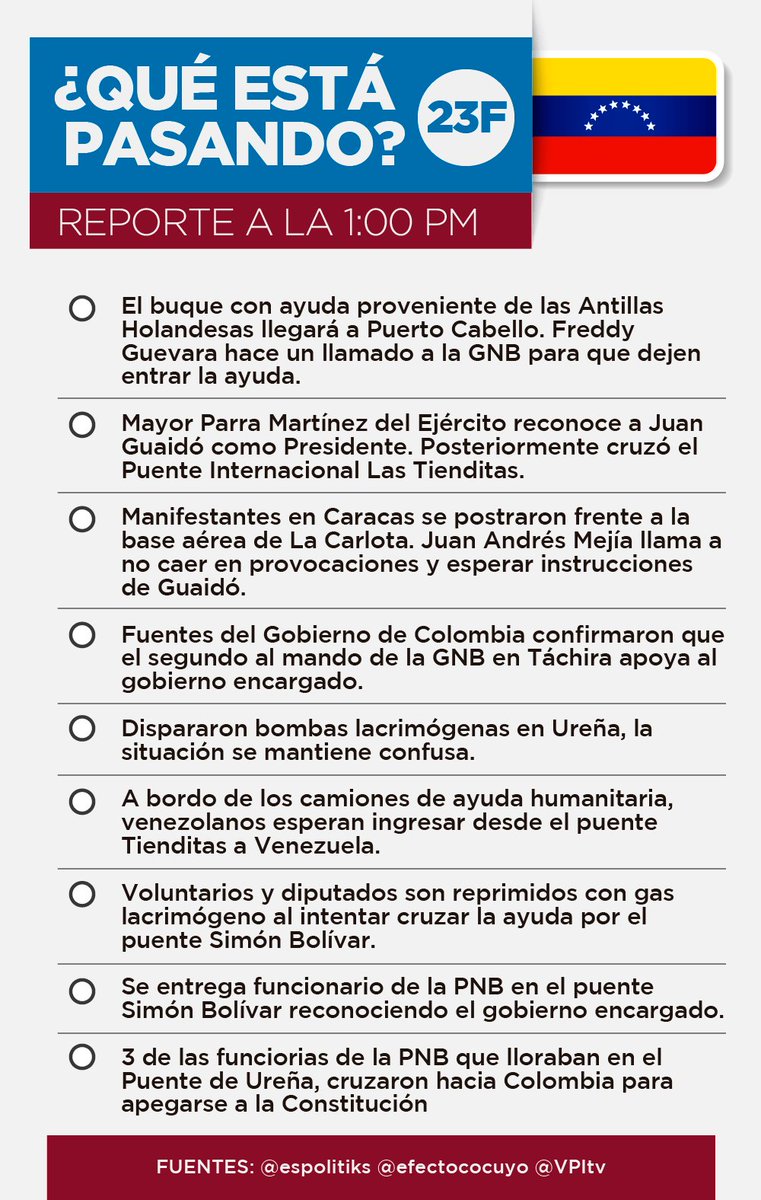 ¿QUÉ ESTÁ
PASANDO?
23F
REPORTE A LA 1:00 PM
El buque con ayuda proveniente de las Antillas
Holandesas llegará a Puerto Cabello. Freddy
Guevara hace un llamado a la GNB para que dejen
entrar la ayuda.
Mayor Parra Martínez del Ejército reconoce a Juan
Guaidó como Presidente. Posteriormente cruzó el
Puente Internacional Las Tienditas.
Manifestantes en Caracas se postraron frente a la
base aérea de La Carlota. Juan Andrés Mejía llama a
no caer en provocaciones y esperar instrucciones
de Guaidó.
Fuentes del Gobierno de Colombia confirmaron que
el segundo al mando de la GNB en Táchira apoya al
gobierno encargado.
Dispararon bombas lacrimógenas en Ureña, la
situación se mantiene confusa.
A bordo de los camiones de ayuda humanitaria,
venezolanos esperan ingresar desde el puente
Tienditas a Venezuela.
Voluntarios y diputados son reprimidos con gas
lacrimógeno al intentar cruzar la ayuda por el
puente Simón Bolívar.
Se entrega funcionario de la PNB en el puente
Simón Bolívar reconociendo el gobierno encargado.
3 de las funciorias de la PNB que lloraban en el
Puente de Ureña, cruzaron hacia Colombia para
apegarse a la Constitución
FUENTES: @espolitiks @efectococuyo @VPItv